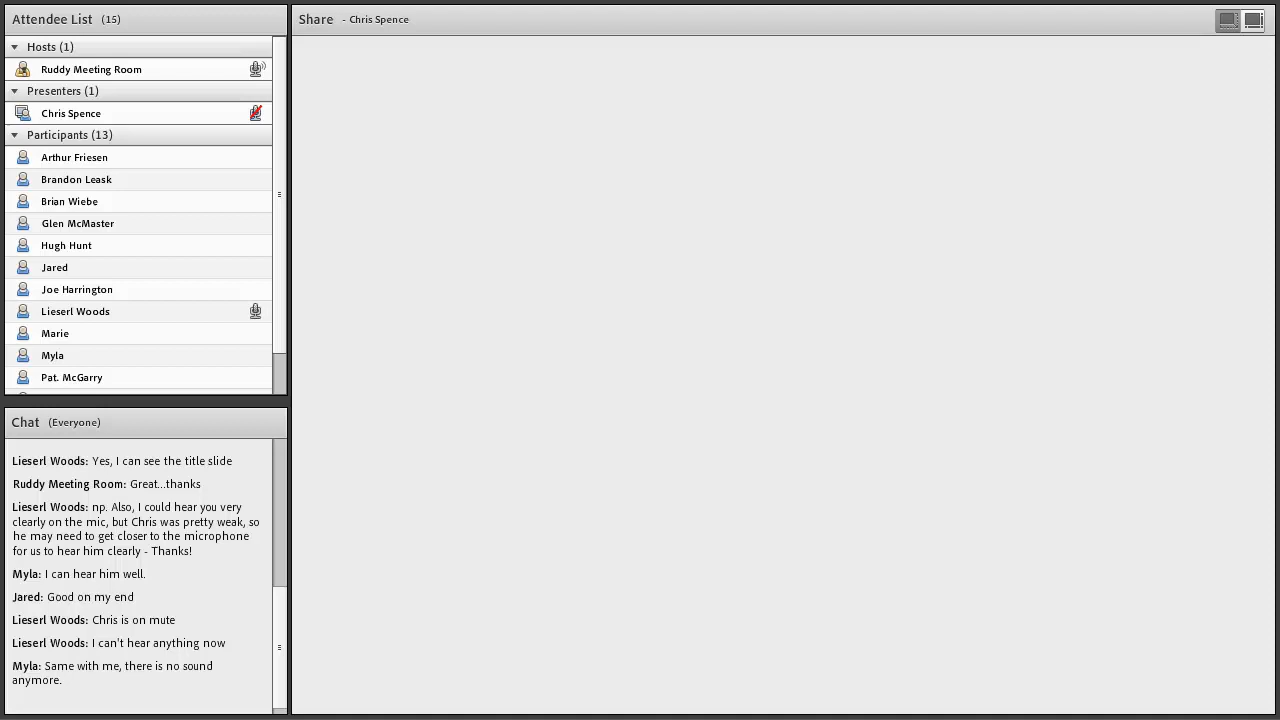 Attendee List (15)
Hosts (1)
Ruddy Meeting Room
Presenters (1)
Chris Spence
Participants (13)
Arthur Friesen
Brandon Leask
Brian Wiebe
Glen McMaster
Hugh Hunt
Jared
Joe Harrington
Lieserl Woods
Marie
Myla
Pat. McGarry
Chat (Everyone)
Lieserl Woods: Yes, I can see the title slide
Ruddy Meeting Room: Great...thanks
Lieserl Woods: np. Also, I could hear you very
clearly on the mic, but Chris was pretty weak, so
he may need to get closer to the microphone
for us to hear him clearly - Thanks!
Myla: I can hear him well.
Jared: Good on my end
Lieserl Woods: Chris is on mute
Lieserl Woods: I can't hear anything now
Myla: Same with me, there is no sound
anymore.
Share - Chris Spence